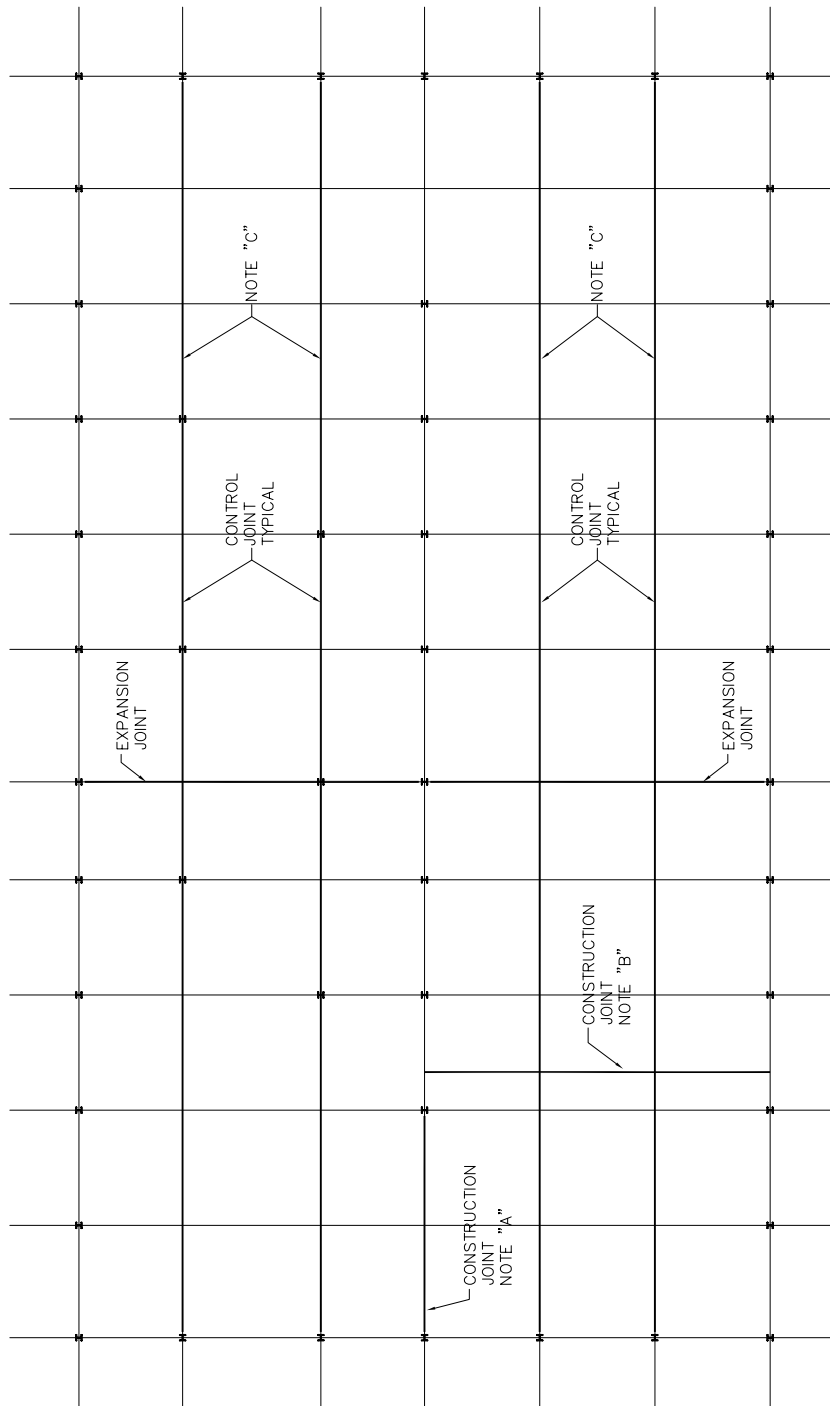 EXPANSION
JOINT
CONTROL
JOINT
TYPICAL
NOTE "C"
CONSTRUCTION
JOINT
NOTE "A"
CONSTRUCTION
JOINT
NOTE "B"
EXPANSION
JOINT
CONTROL
JOINT
TYPICAL
NOTE "C"